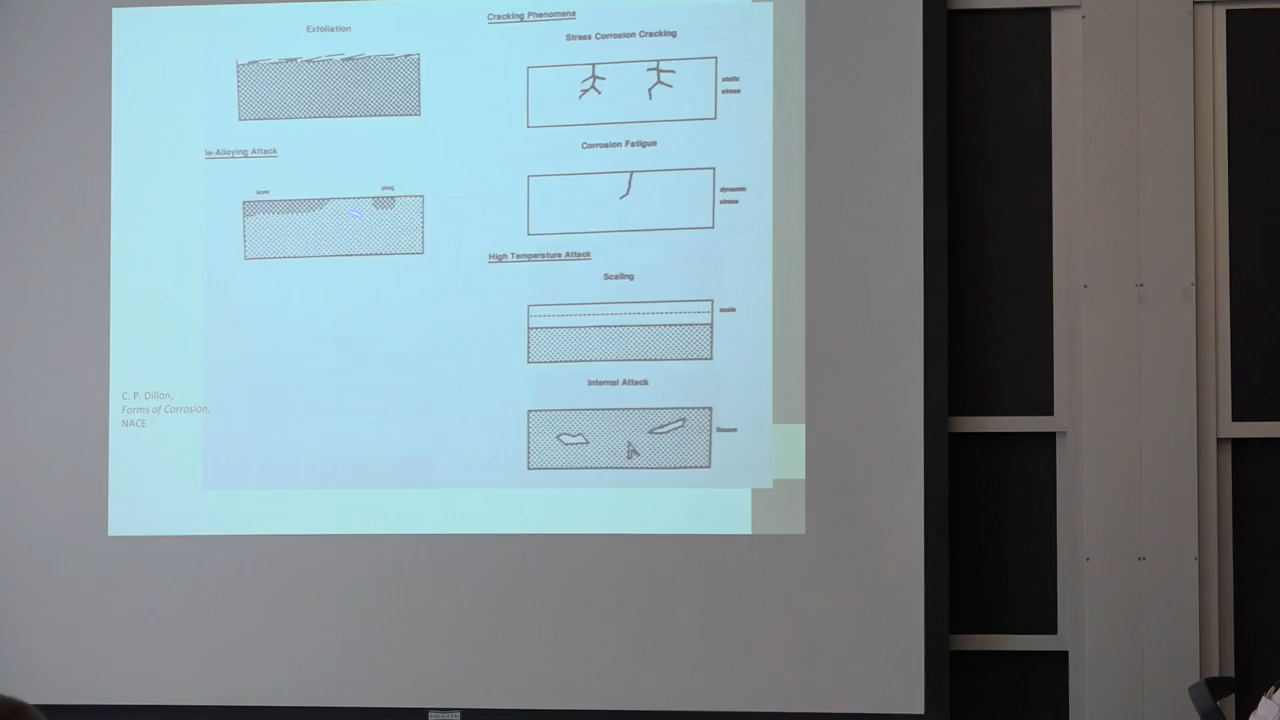 Exfoliation
De-Alloying Attack
layer
plug
C. P. Dillon,
Forms of Corrosion,
NACE
Cracking Phenomena
Stress Corrosion Cracking
static
stress
Corrosion Fatigue
dynamic
stress
High Temperature Attack
Scaling
scale
Internal Attack
fissure